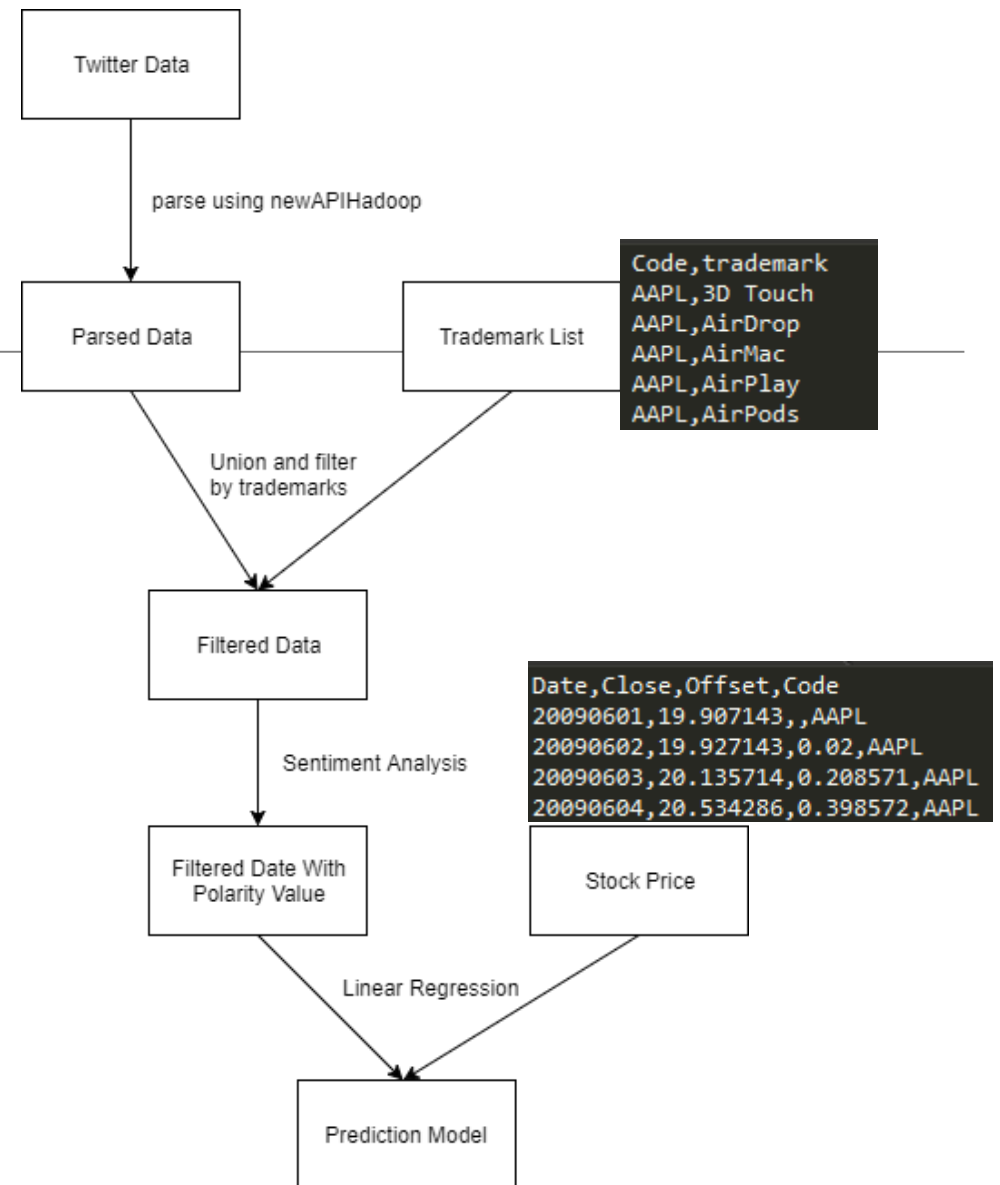 Twitter Data
parse using newAPIHadoop
Parsed Data
Trademark List
Code,trademark
AAPL,3D Touch
AAPL,AirDrop
AAPL,AirMac
AAPL,AirPlay
AAPL,AirPods
Union and filter
by trademarks
Filtered Data
Sentiment Analysis
Date,Close,Offset,Code
20090601,19.907143,,AAPL
20090602,19.927143,0.02,AAPL
20090603,20.135714,0.208571,AAPL
20090604,20.534286,0.398572,AAPL
Filtered Date With
Polarity Value
Stock Price
Linear Regression
Prediction Model